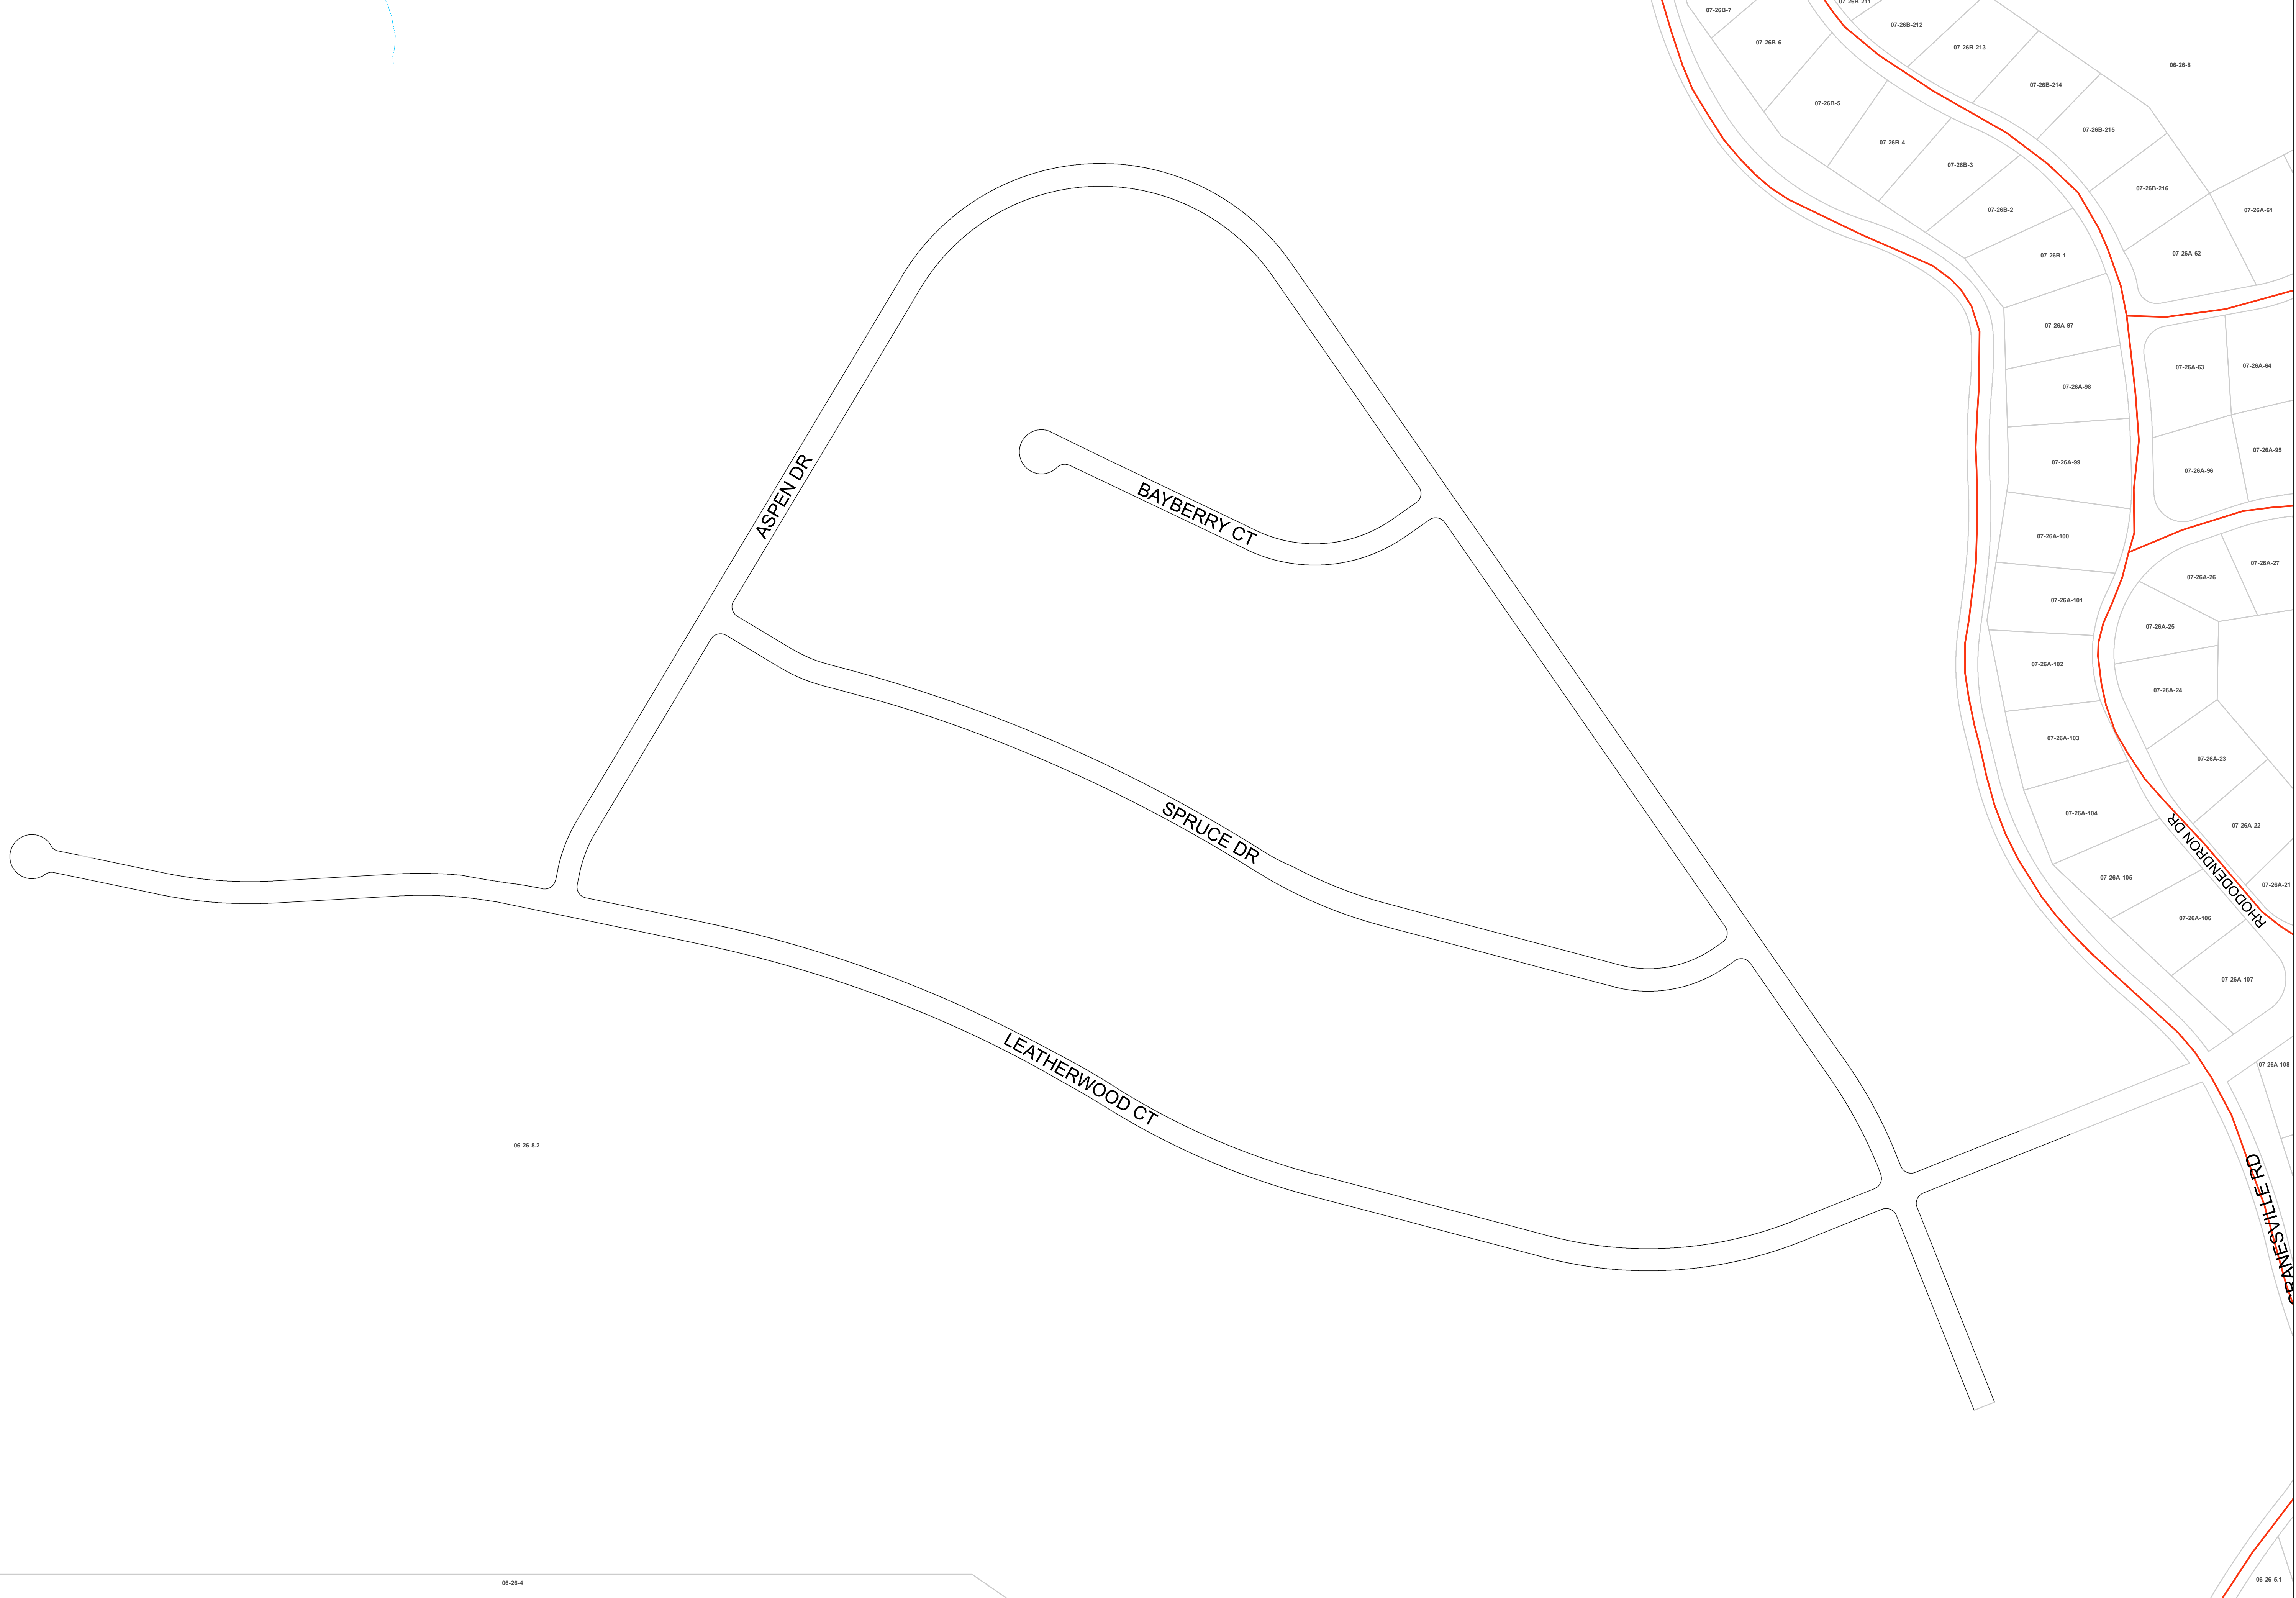 07-26B-211
07-26B-7
07-26B-212
07-26B-6
07-26B-213
06-26-8
07-26B-214
07-26B-5
07-26B-215
07-26B-4
07-26B-3
07-26B-216
07-26B-2
07-26A-61
07-26B-1
07-26A-62
07-26A-97
07-26A-63
07-26A-64
07-26A-98
07-26A-95
07-26A-99
07-26A-96
ASPEN DR
BAYBERRY CT
07-26A-100
07-26A-27
07-26A-26
07-26A-101
07-26A-25
07-26A-102
07-26A-24
07-26A-103
07-26A-23
07-26A-104
07-26A-22
SPRUCE DR
RHODODENDRON DR
07-26A-105
07-26A-21
07-26A-106
07-26A-107
07-26A-108
LEATHERWOOD CT
06-26-8.2
CRANESVILLE RD
06-26-4
06-26-5.1